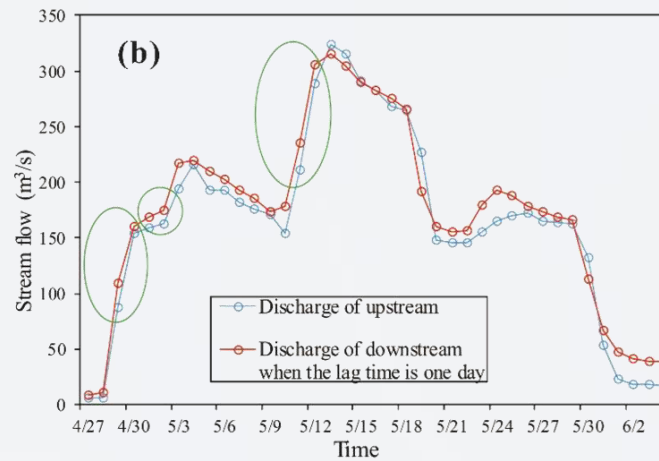 (b)
Stream flow (m³/s)
350
300
250
200
150
100
50
0
Discharge of upstream
Discharge of downstream
when the lag time is one day
4/27 4/30 5/3 5/6 5/9 5/12 5/15 5/18 5/21 5/24 5/27 5/30 6/2
Time